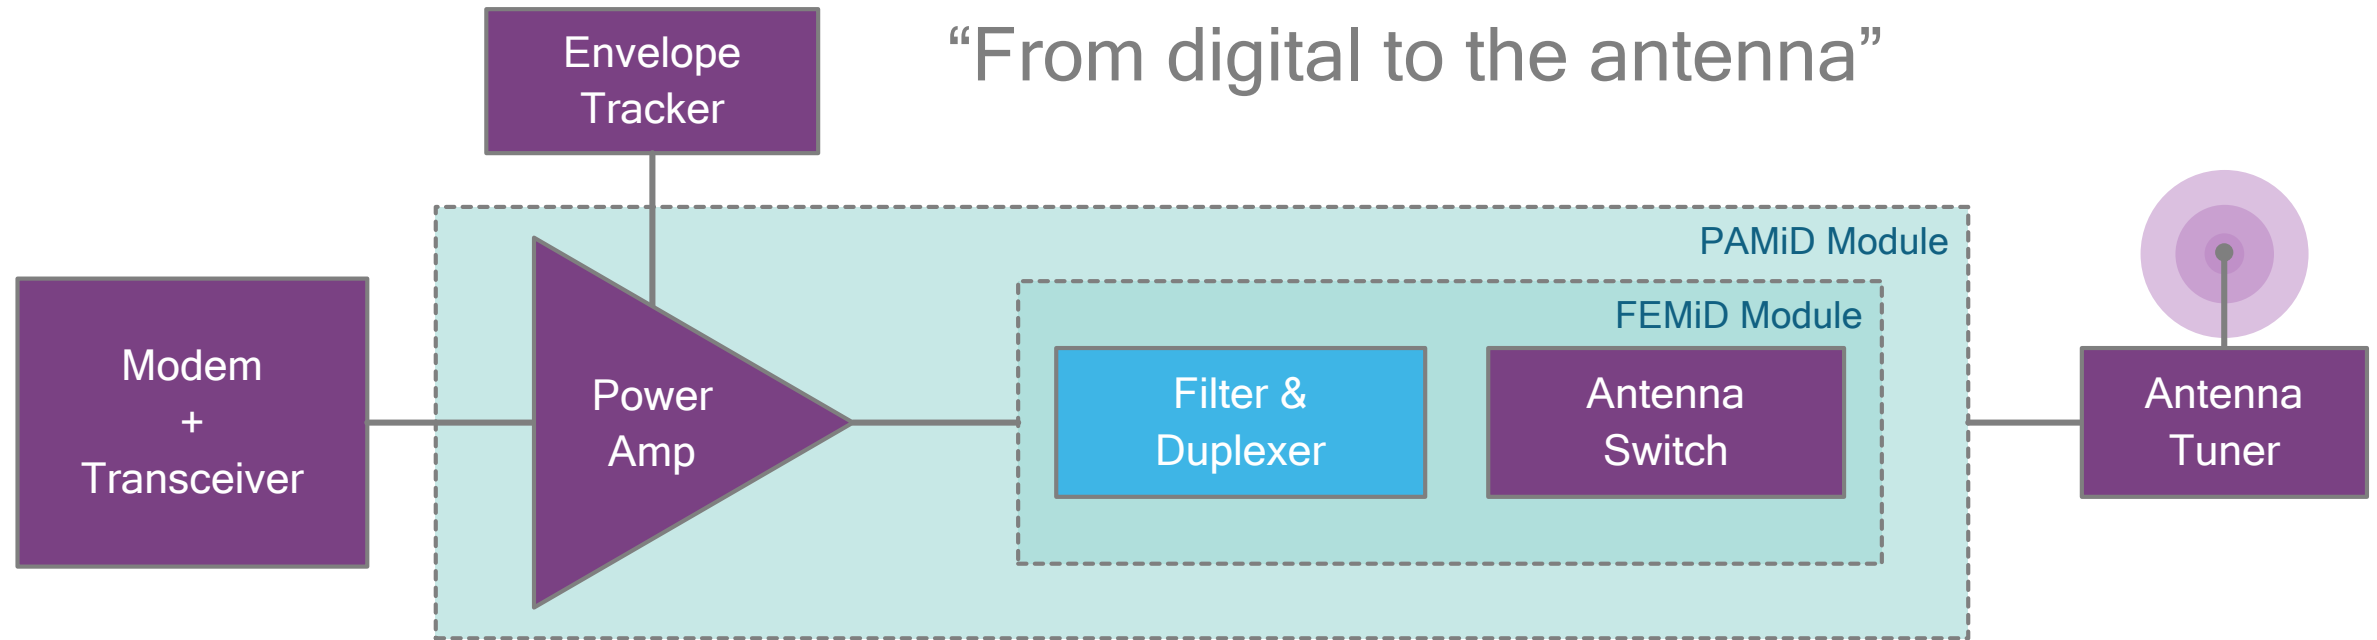 “From digital to the antenna”
Envelope
Tracker
PAMiD Module
FEMiD Module
Modem
+
Transceiver
Power
Amp
Filter &
Duplexer
Antenna
Switch
Antenna
Tuner